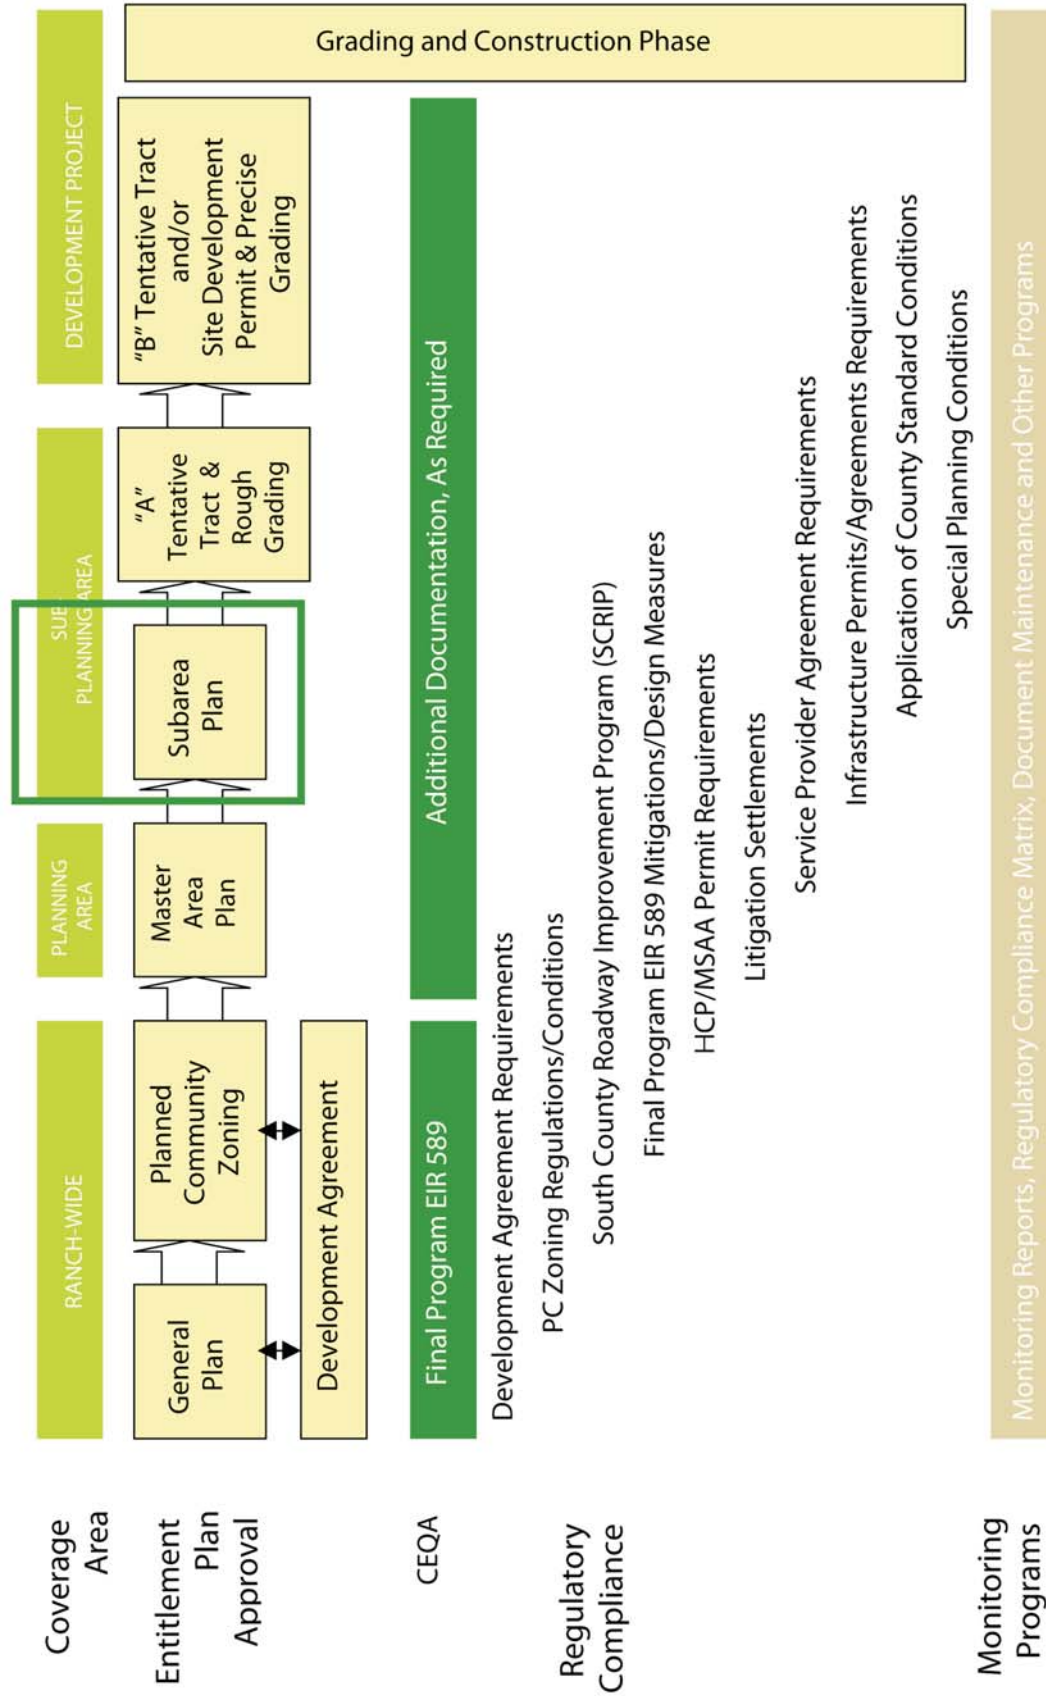 Coverage
Area
RANCH-WIDE
PLANNING
AREA
SUB-
PLANNING AREA
DEVELOPMENT PROJECT
Entitlement
Plan
Approval
General
Plan
Planned
Community
Zoning
Master
Area
Plan
Subarea
Plan
"A"
Tentative
Tract &
Rough
Grading
"B" Tentative Tract
and/or
Site Development
Permit & Precise
Grading
Grading and Construction Phase
Development Agreement
CEQA
Final Program EIR 589
Additional Documentation, As Required
Regulatory
Compliance
Development Agreement Requirements
PC Zoning Regulations/Conditions
South County Roadway Improvement Program (SCRIP)
Final Program EIR 589 Mitigations/Design Measures
HCP/MSAA Permit Requirements
Litigation Settlements
Service Provider Agreement Requirements
Infrastructure Permits/Agreements Requirements
Application of County Standard Conditions
Special Planning Conditions
Monitoring
Programs
Monitoring Reports, Regulatory Compliance Matrix, Document Maintenance and Other Programs